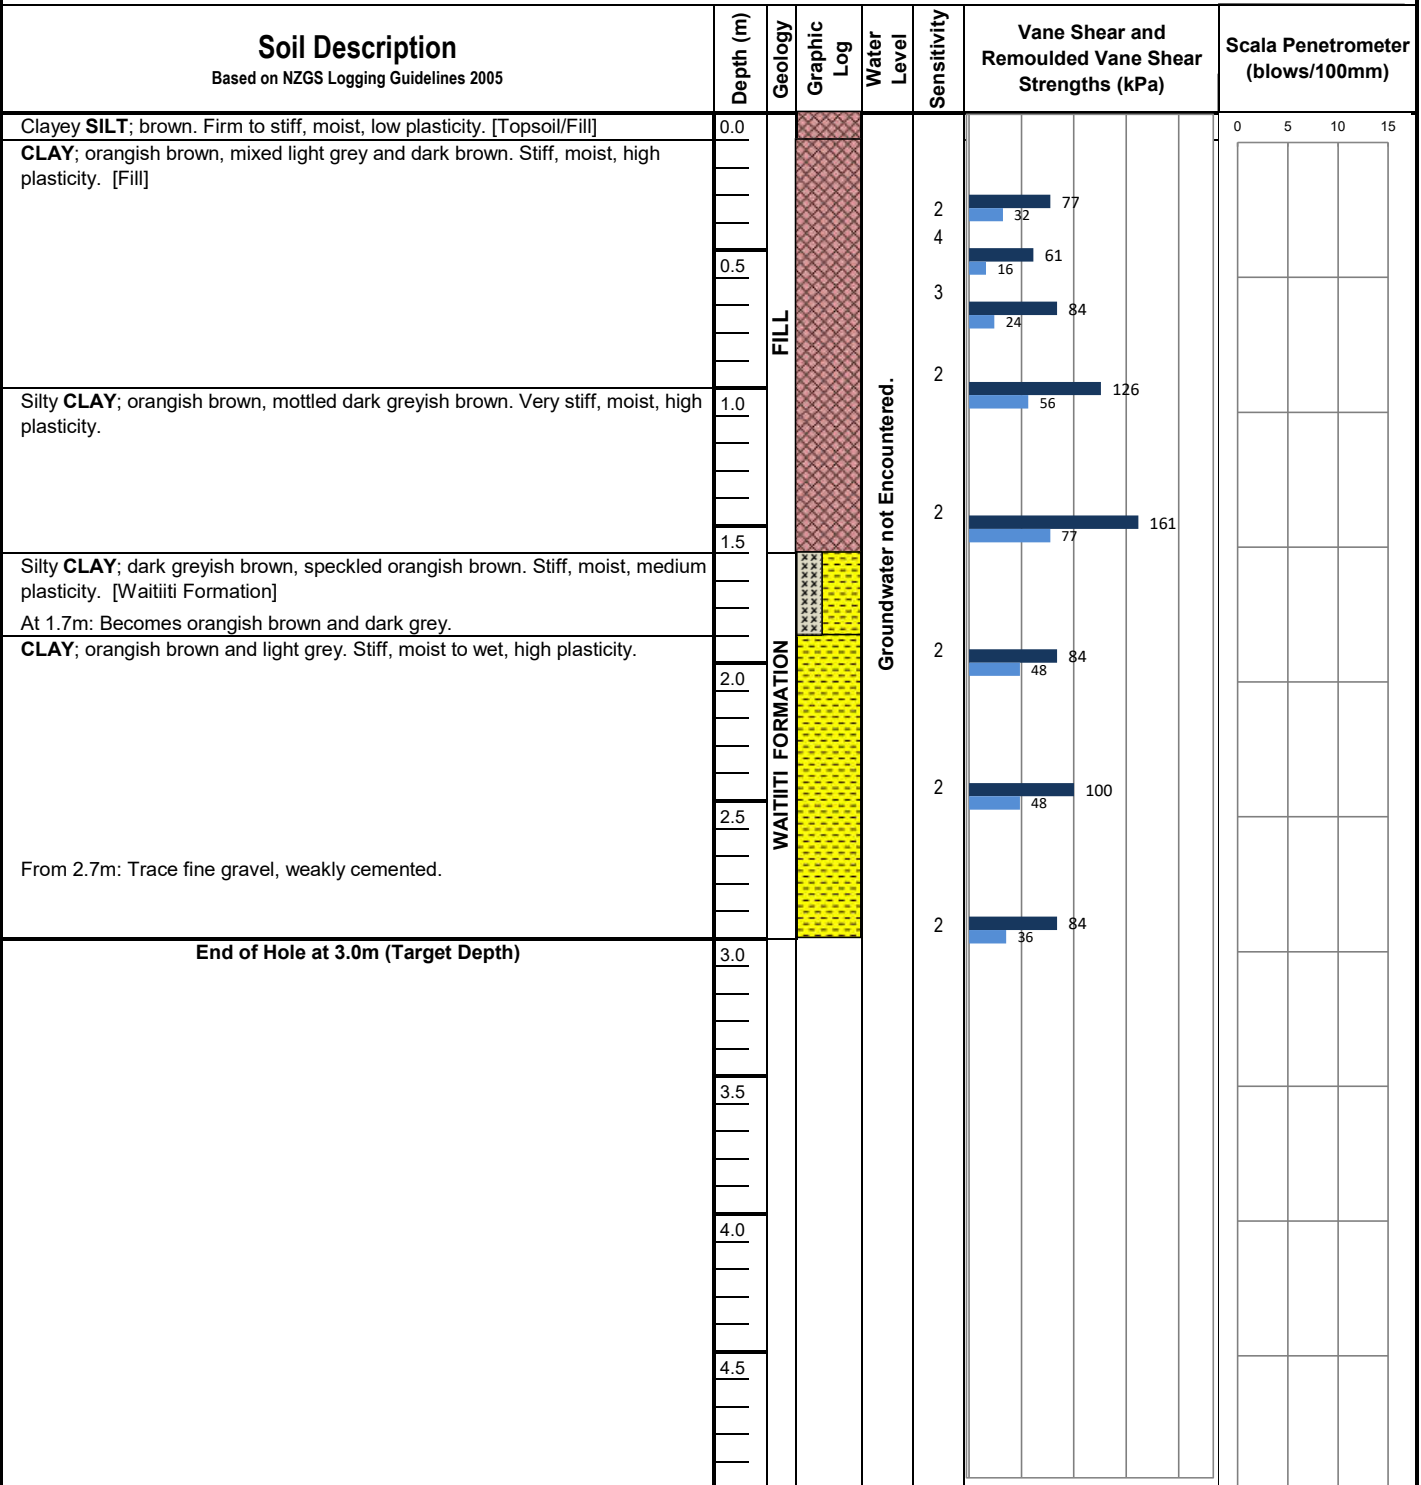 Soil Description
Based on NZGS Logging Guidelines 2005
Depth (m)
Geology
Graphic
Log
Water
Level
Sensitivity
Vane Shear and
Remoulded Vane Shear
Strengths (kPa)
Scala Penetrometer
(blows/100mm)
0 5 10 15
Clayey SILT; brown. Firm to stiff, moist, low plasticity. [Topsoil/Fill]
0.0
CLAY; orangish brown, mixed light grey and dark brown. Stiff, moist, high
plasticity. [Fill]
2 77
32
4
61
0.5 16
3
84
24
FILL
2
126
Silty CLAY; orangish brown, mottled dark greyish brown. Very stiff, moist, high
plasticity.
1.0 56
Groundwater not Encountered.
2 161
1.5 77
Silty CLAY; dark greyish brown, speckled orangish brown. Stiff, moist, medium
plasticity. [Waitiiti Formation]
At 1.7m: Becomes orangish brown and dark grey.
CLAY; orangish brown and light grey. Stiff, moist to wet, high plasticity.
2 84
48
2.0
WAITIITI FORMATION
2 100
48
2.5
From 2.7m: Trace fine gravel, weakly cemented.
2 84
36
End of Hole at 3.0m (Target Depth)
3.0
3.5
4.0
4.5